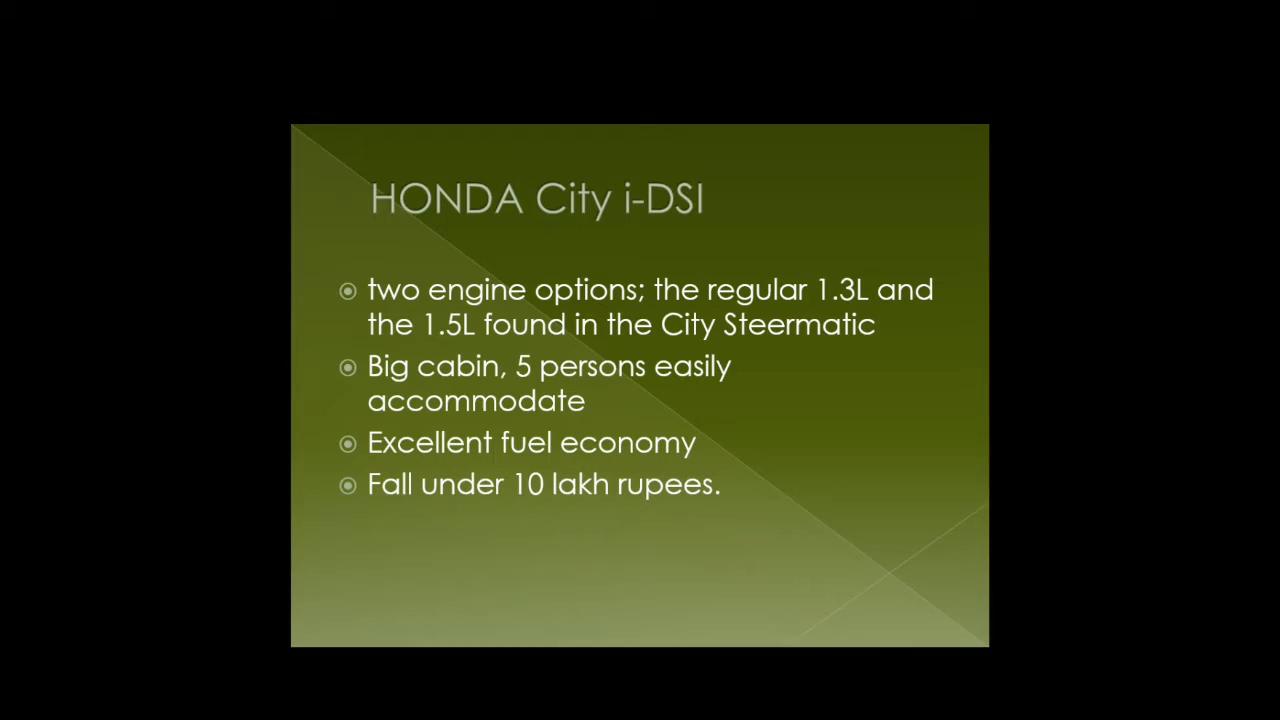 HONDA City i-DSI
two engine options; the regular 1.3L and
the 1.5L found in the City Steermatic
Big cabin, 5 persons easily
accommodate
Excellent fuel economy
Fall under 10 lakh rupees.